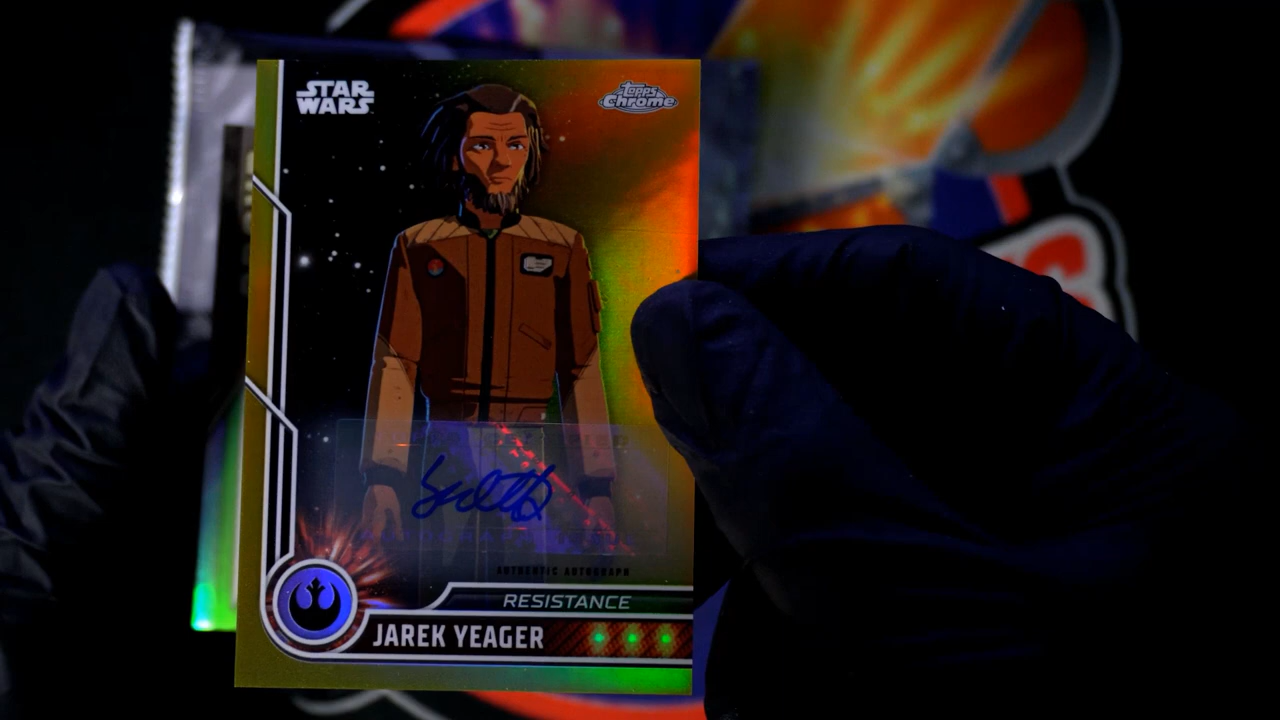 STAR
WARS
Topps
Chrome
AUTHENTIC AUTOGRAPH
RESISTANCE
JAREK YEAGER